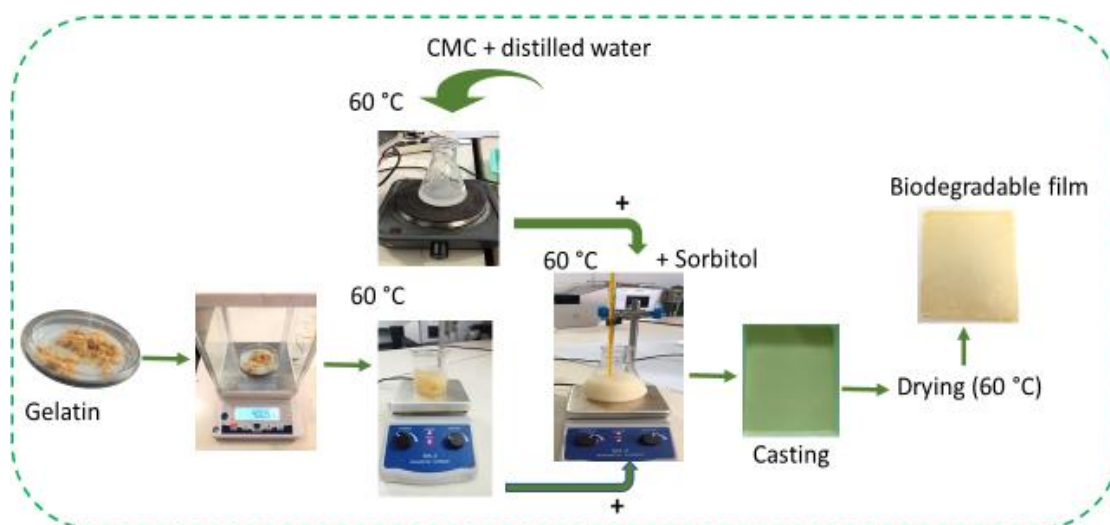 CMC + distilled water
60 °C
+
Biodegradable film
60 °C
+ Sorbitol
60 °C
Gelatin
Drying (60 °C)
Casting
+